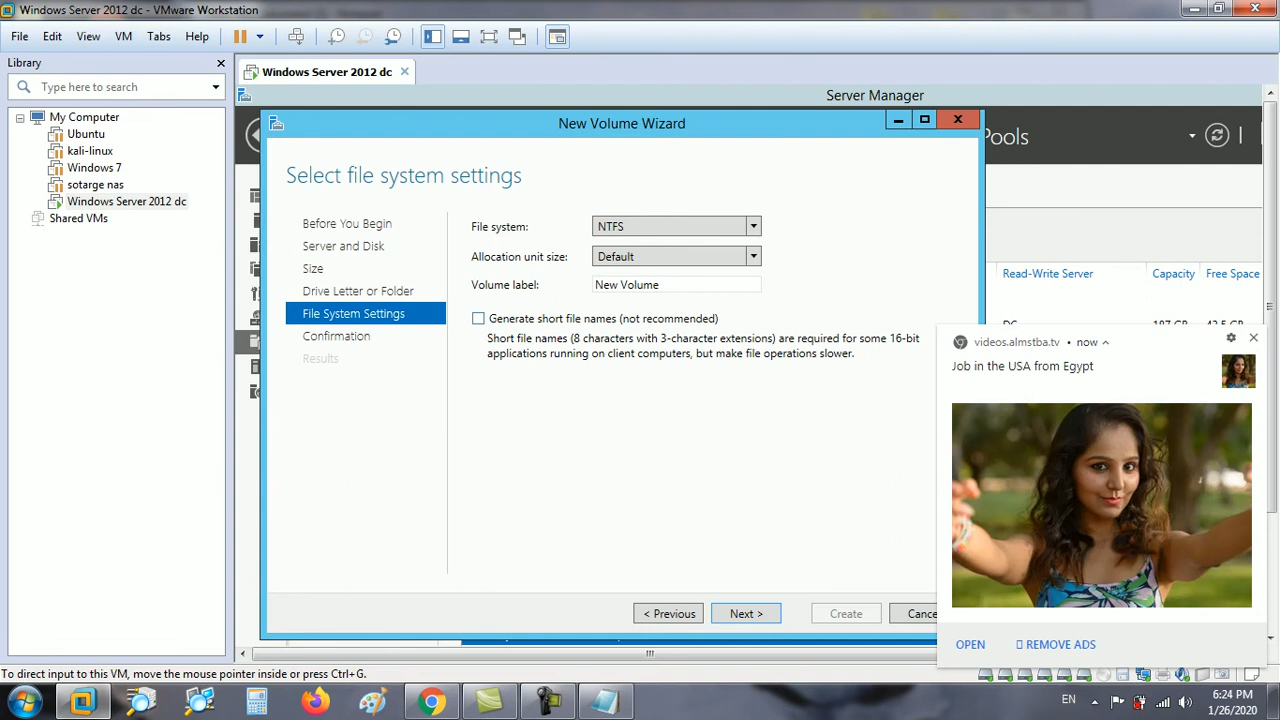 Windows Server 2012 dc - VMware Workstation
File Edit View VM Tabs Help
Library
Type here to search
My Computer
Ubuntu
kali-linux
Windows 7
sotarge nas
Windows Server 2012 dc
Shared VMs
Windows Server 2012 dc
Server Manager
Pools
New Volume Wizard
Select file system settings
Before You Begin
Server and Disk
Size
Drive Letter or Folder
File System Settings
Confirmation
Results
File system: NTFS
Allocation unit size: Default
Volume label: New Volume
Generate short file names (not recommended)
Short file names (8 characters with 3-character extensions) are required for some 16-bit
applications running on client computers, but make file operations slower.
< Previous Next > Create
Read-Write Server Capacity Free Space
videos.almstba.tv • now
Job in the USA from Egypt
OPEN REMOVE ADS
To direct input to this VM, move the mouse pointer inside or press Ctrl+G.
EN
6:24 PM
1/26/2020